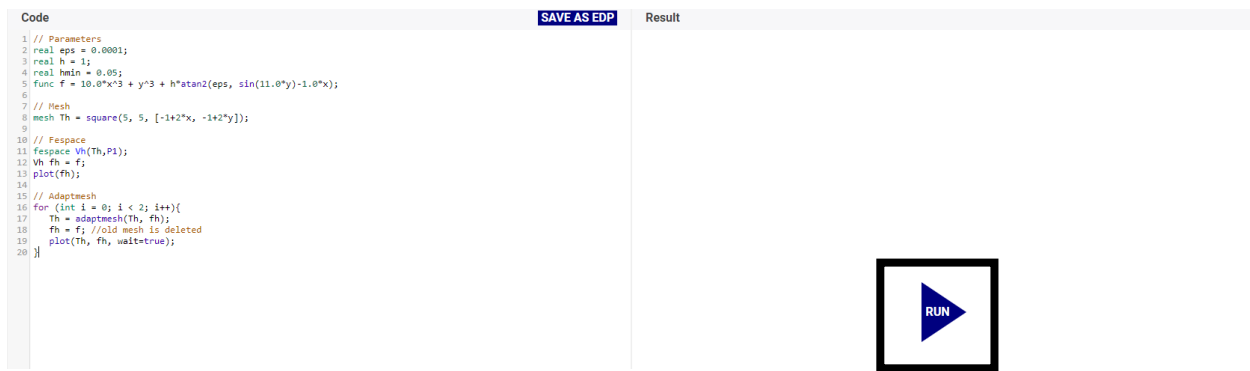 Code
SAVE AS EDP
Result
1 // Parameters
2 real eps = 0.0001;
3 real h = 1;
4 real hmin = 0.05;
5 func f = 10.0*x^3 + y^3 + h*atan2(eps, sin(11.0*y)-1.0*x);
6
7 // Mesh
8 mesh Th = square(5, 5, [-1+2*x, -1+2*y]);
9
10 // Fespace
11 fespace Vh(Th,P1);
12 Vh fh = f;
13 plot(fh);
14
15 // Adaptmesh
16 for (int i = 0; i < 2; i++){
17    Th = adaptmesh(Th, fh);
18    fh = f; //old mesh is deleted
19    plot(Th, fh, wait=true);
20 }
RUN